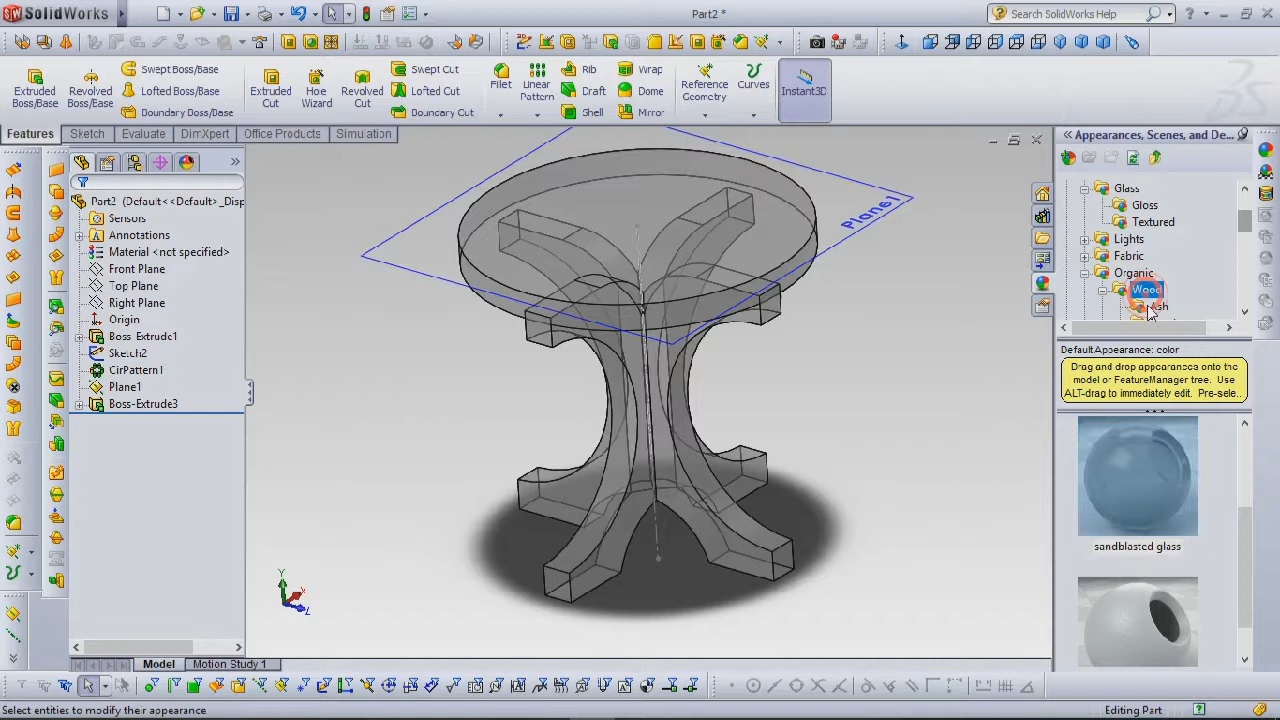 SolidWorks
Part2 *
Search SolidWorks Help
Extruded Boss/Base
Revolved Boss/Base
Swept Boss/Base
Lofted Boss/Base
Boundary Boss/Base
Extruded Cut
Hole Wizard
Revolved Cut
Swept Cut
Lofted Cut
Boundary Cut
Fillet
Linear Pattern
Rib
Draft
Shell
Wrap
Dome
Mirror
Reference Geometry
Curves
Instant3D
Features
Sketch
Evaluate
DimXpert
Office Products
Simulation
Part2 (Default<<Default>_Disp
Sensors
Annotations
Material <not specified>
Front Plane
Top Plane
Right Plane
Origin
Boss-Extrude1
Sketch2
CirPattern1
Plane1
Boss-Extrude3
Plane1
Y
X
Z
Appearances, Scenes, and De...
Glass
Gloss
Textured
Lights
Fabric
Organic
Wood
Ash
DefaultAppearance: color
Drag and drop appearances onto the
model or FeatureManager tree. Use
ALT-drag to immediately edit. Pre-sele..
sandblasted glass
Model
Motion Study 1
Select entities to modify their appearance
Editing Part